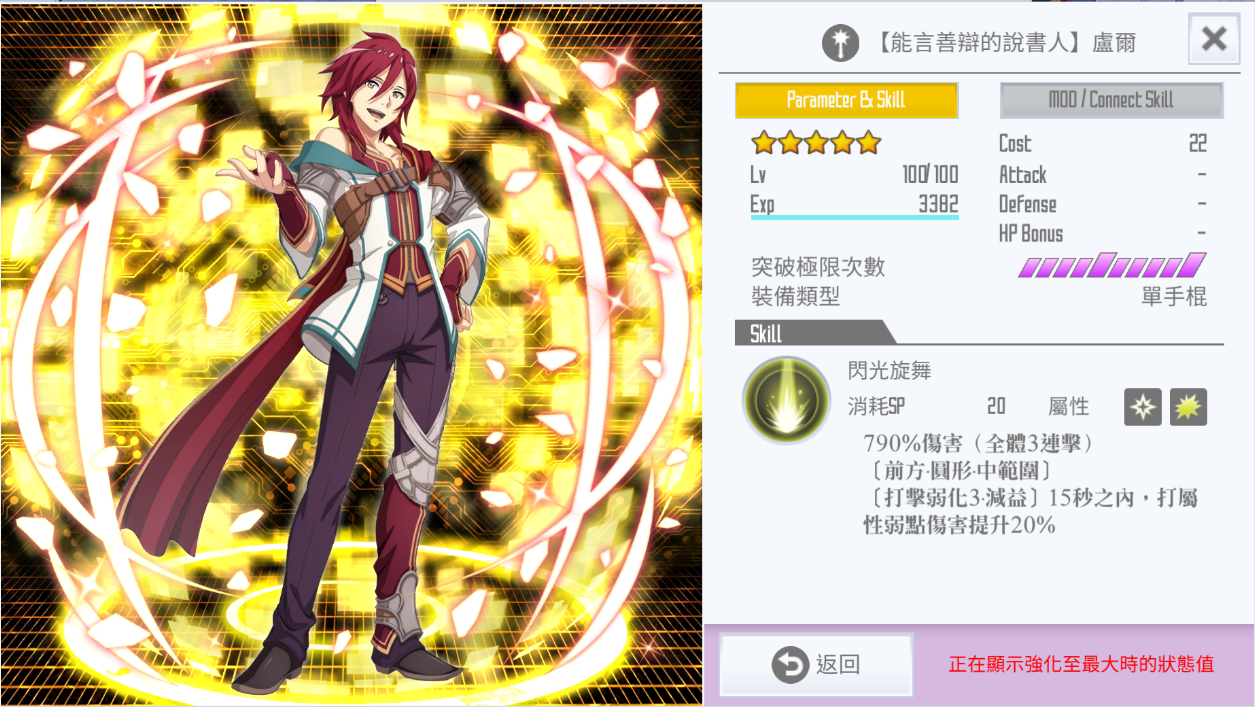 【能言善辯的說書人】盧爾
Parameter & Skill
MOD / Connect Skill
Lv 100/100
Exp 3382
Cost 22
Attack -
Defense -
HP Bonus -
突破極限次數
裝備類型 單手棍
Skill
閃光旋舞
消耗SP 20 屬性
790%傷害（全體3連擊）
〔前方·圓形·中範圍〕
〔打擊弱化3·減益〕15秒之內，打屬
性弱點傷害提升20%
返回
正在顯示強化至最大時的狀態值